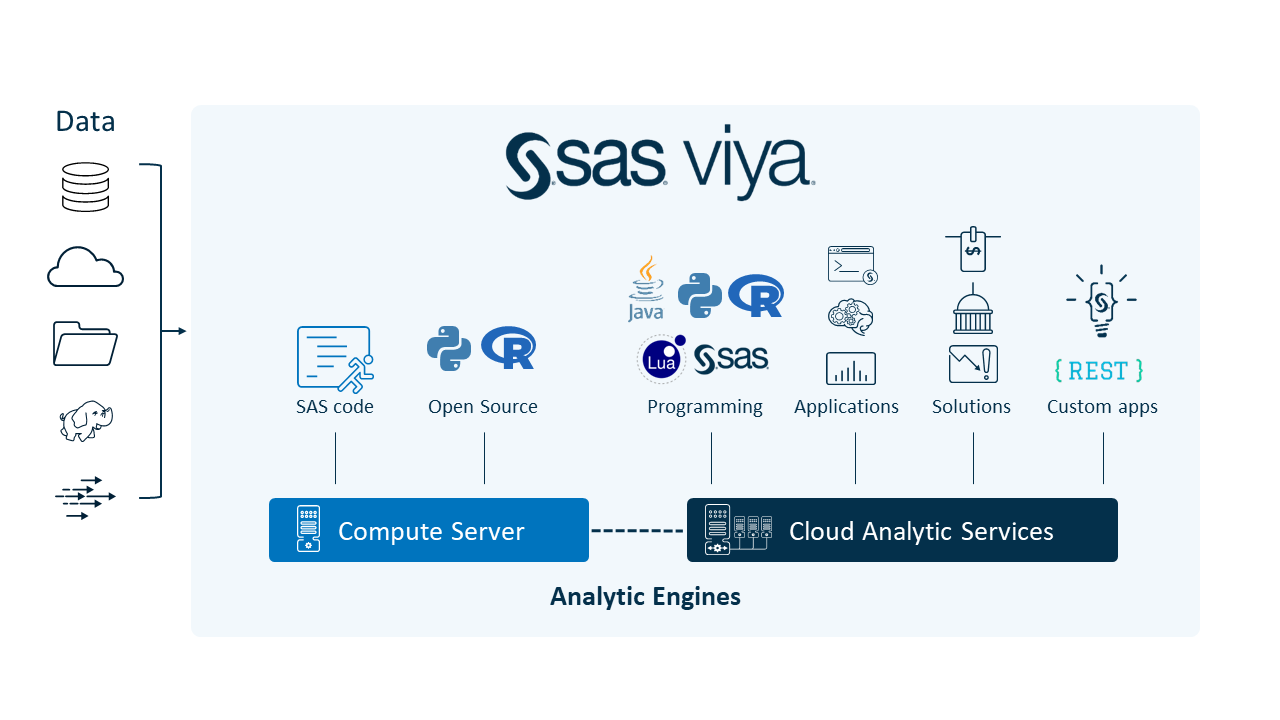 Data
sas viya
Java
Lua
sas
{ REST }
SAS code
Open Source
Programming
Applications
Solutions
Custom apps
Compute Server
Cloud Analytic Services
Analytic Engines